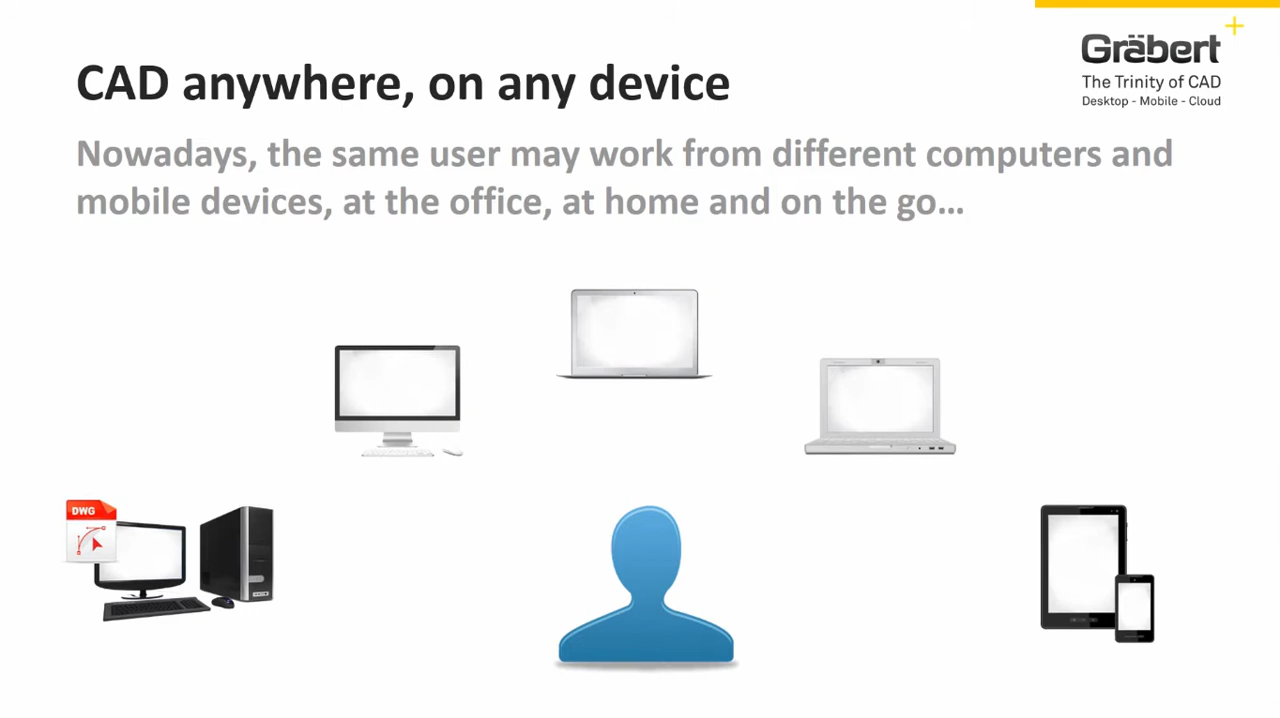 CAD anywhere, on any device
Gräbert
The Trinity of CAD
Desktop - Mobile - Cloud
Nowadays, the same user may work from different computers and
mobile devices, at the office, at home and on the go…
DWG